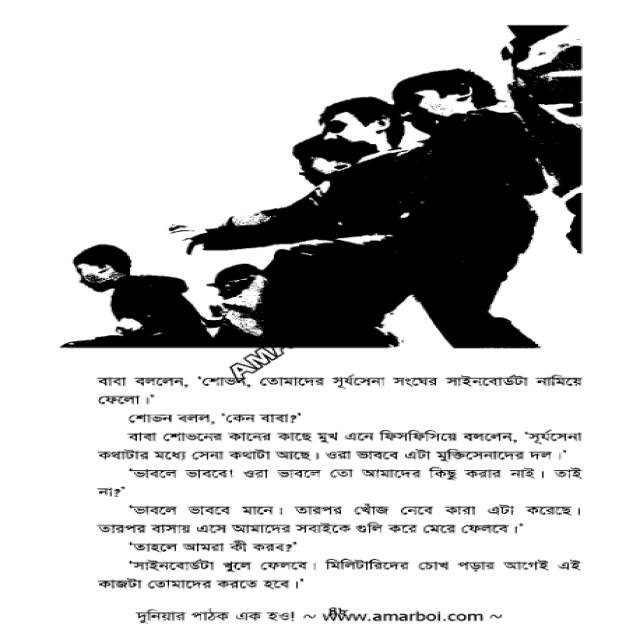 বাবা বললেন, 'শোভন, তোমাদের সূর্যসেনা সংঘের সাইনবোর্ডটা নামিয়ে
ফেলো।'
শোভন বলল, 'কেন বাবা?'
বাবা শোভনের কানের কাছে মুখ এনে ফিসফিসিয়ে বললেন, 'সূর্যসেনা
কথাটার মধ্যে সেনা কথাটা আছে। ওরা ভাববে এটা মুক্তিসেনাদের দল।'
'ভাবলে ভাববে! ওরা ভাবলে তো আমাদের কিছু করার নাই। তাই
না?'
'ভাবলে ভাববে মানে। তারপর খোঁজ নেবে কারা এটা করেছে।
তারপর বাসায় এসে আমাদের সবাইকে গুলি করে মেরে ফেলবে।'
'তাহলে আমরা কী করব?'
'সাইনবোর্ডটা খুলে ফেলবে। মিলিটারিদের চোখ পড়ার আগেই এই
কাজটা তোমাদের করতে হবে।'
দুনিয়ার পাঠক এক হও! ~ www.amarboi.com ~